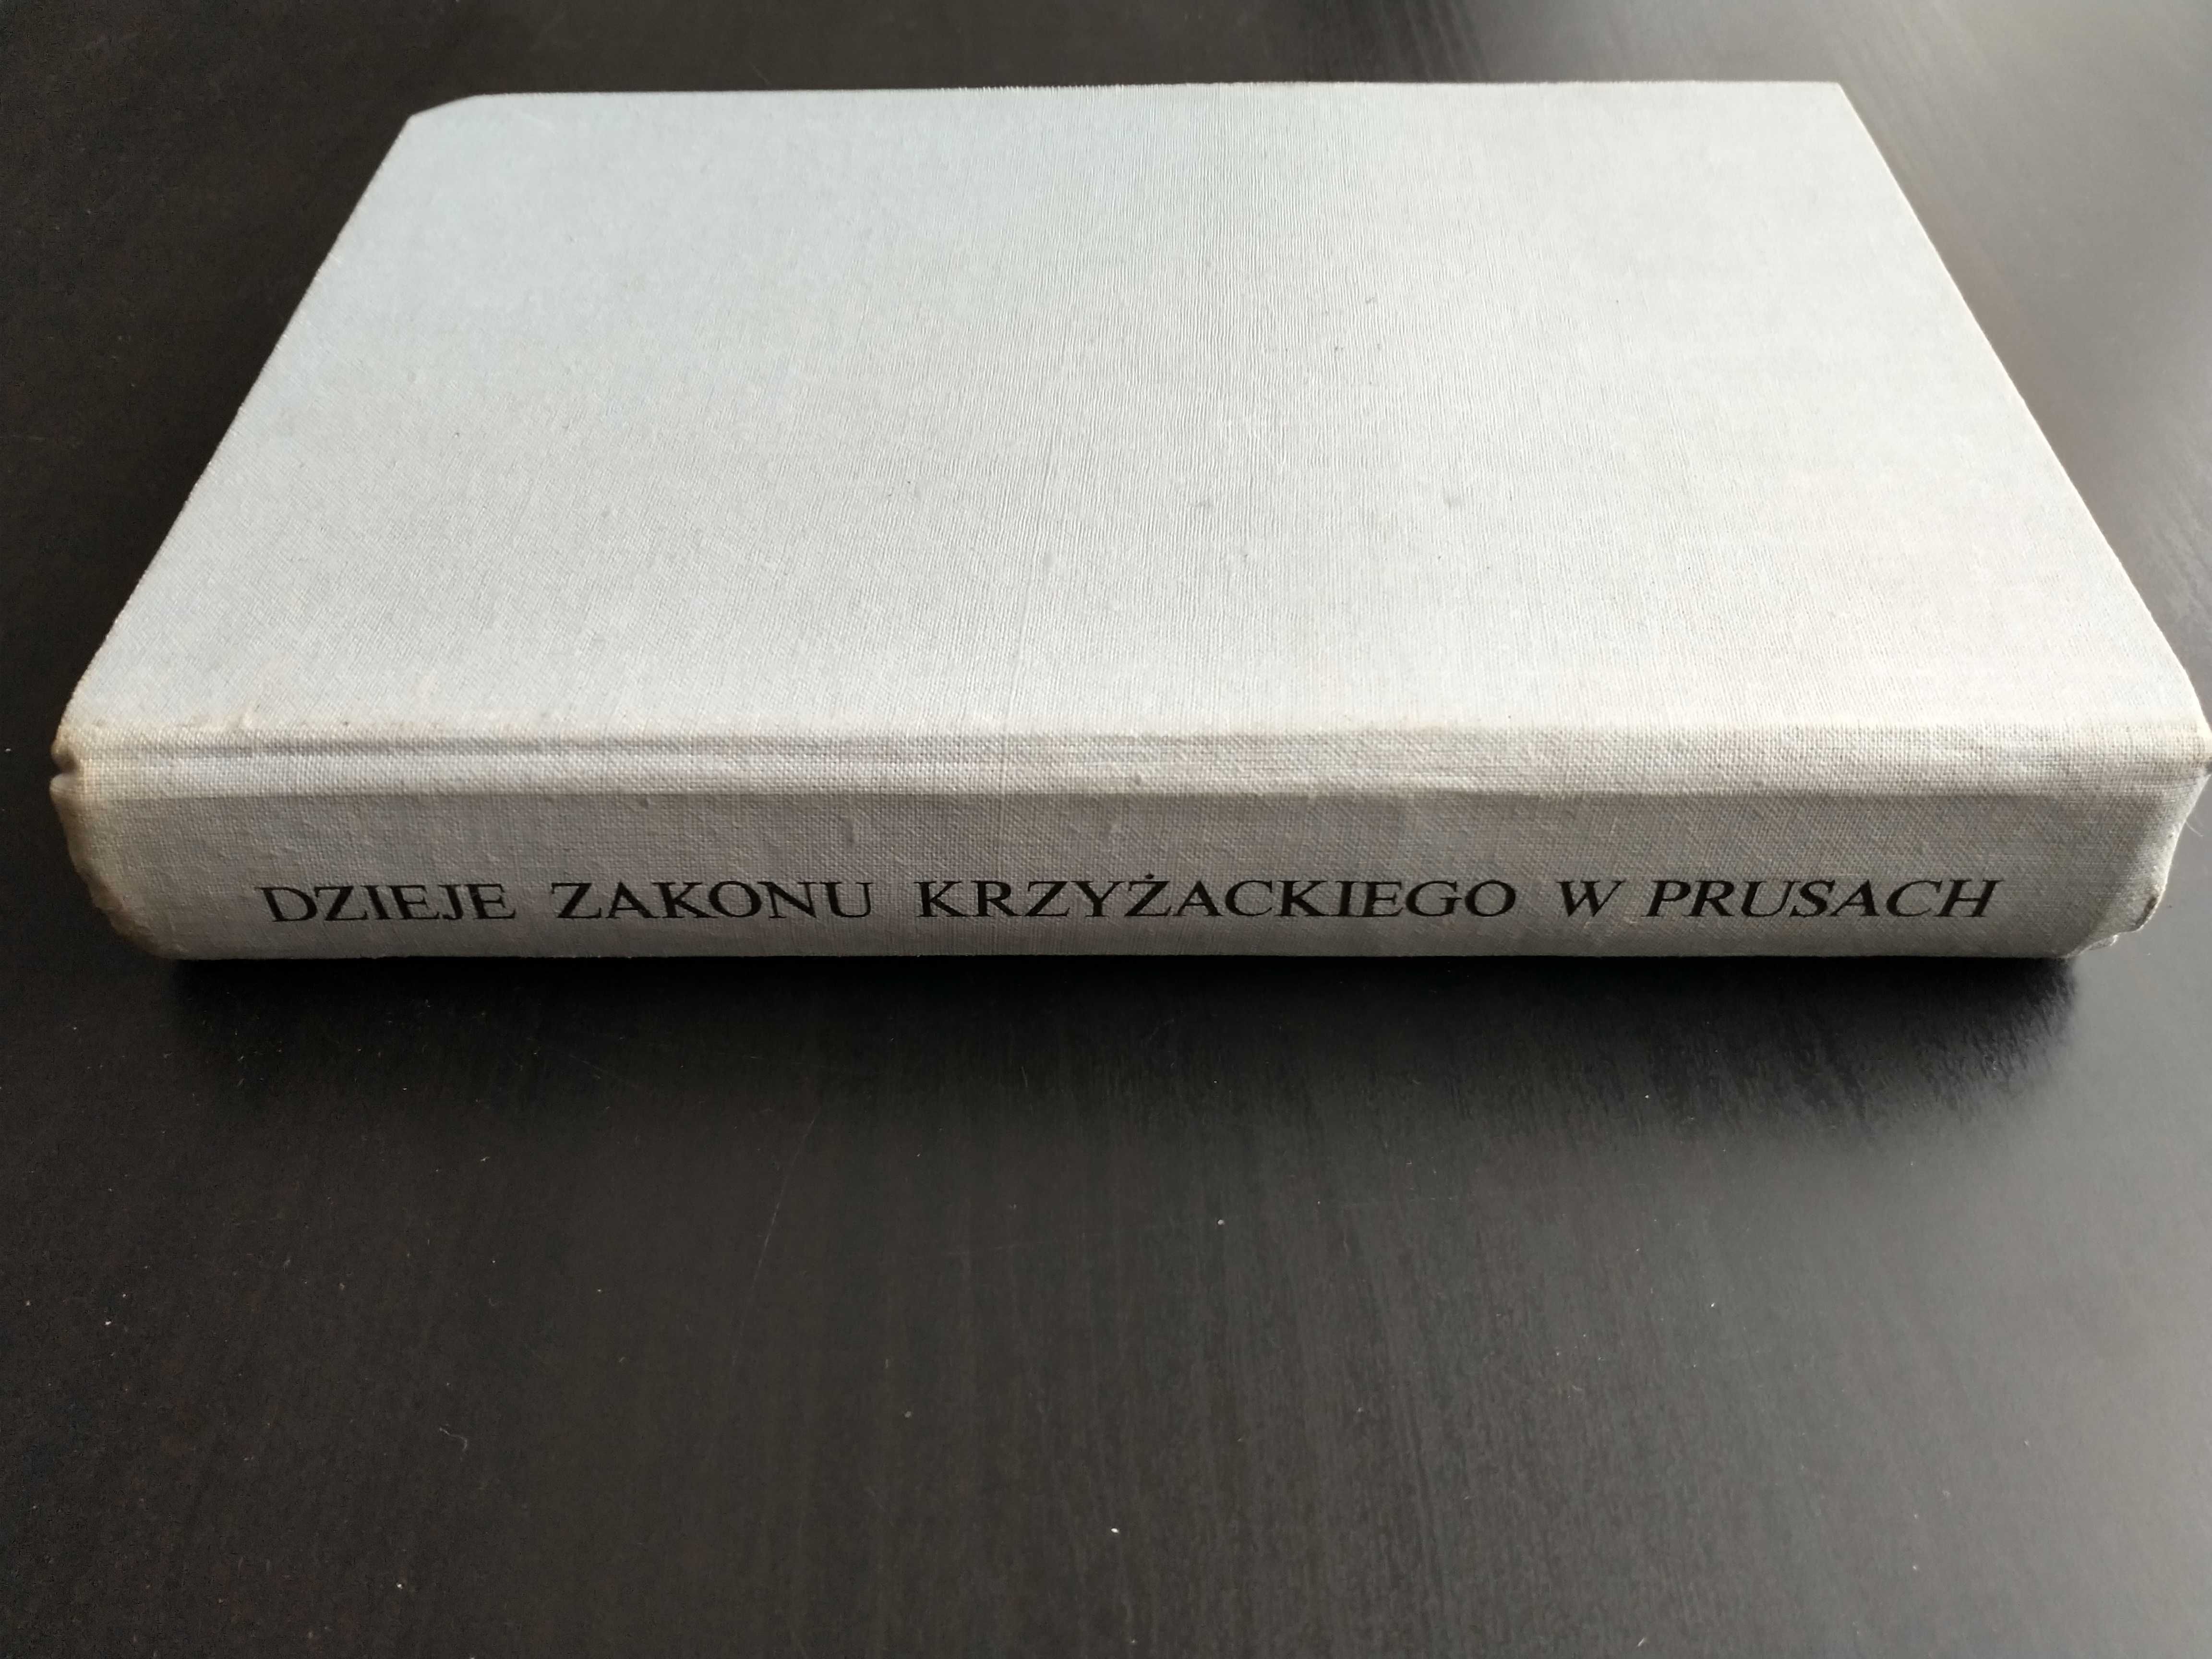 DZIEJE ZAKONU KRZYŻACKIEGO W PRUSACH